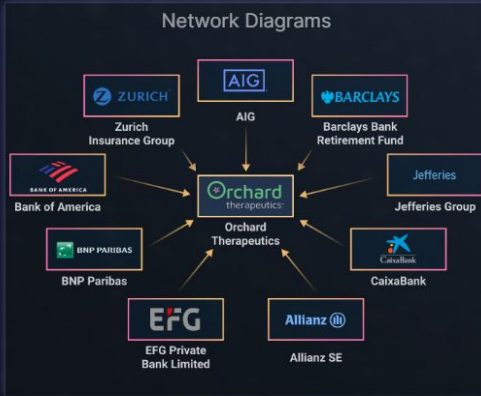 Network Diagrams
AIG
AIG
ZURICH
Zurich
Insurance Group
BARCLAYS
Barclays Bank
Retirement Fund
BANK OF AMERICA
Bank of America
Orchard
therapeutics
Orchard
Therapeutics
Jefferies
Jefferies Group
BNP PARIBAS
BNP Paribas
CaixaBank
CaixaBank
EFG
EFG Private
Bank Limited
Allianz
Allianz SE